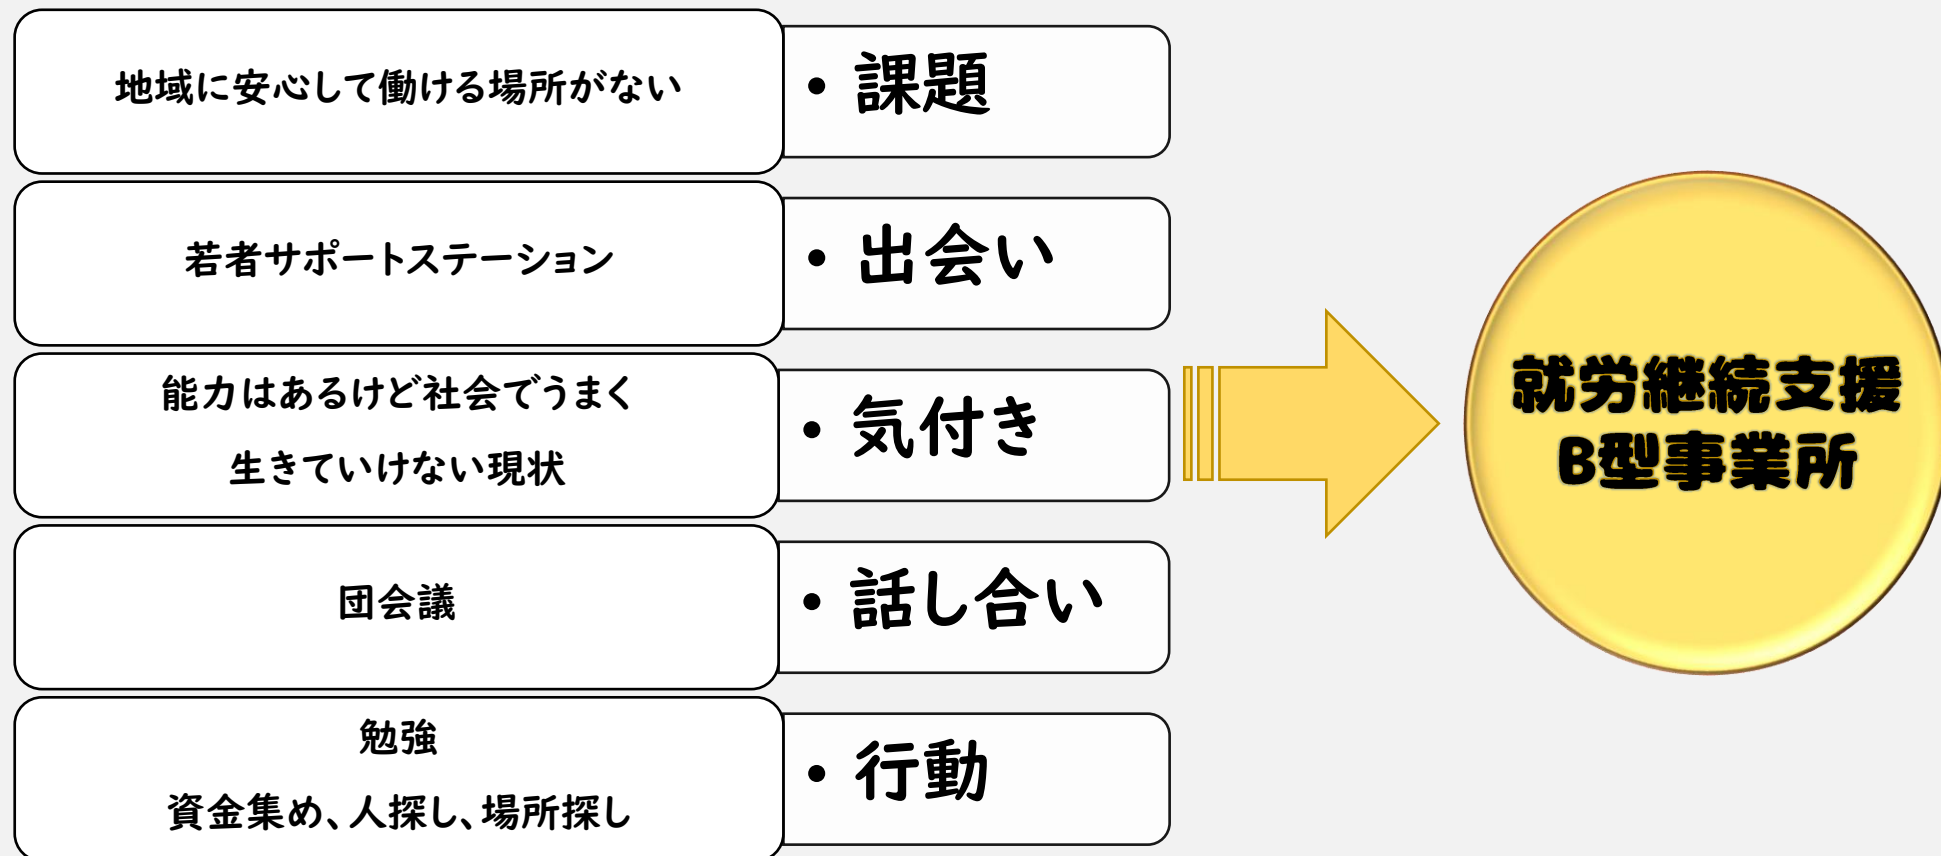 地域に安心して働ける場所がない
• 課題
若者サポートステーション
• 出会い
能力はあるけど社会でうまく
生きていけない現状
• 気付き
団会議
• 話し合い
勉強
資金集め、人探し、場所探し
• 行動
就労継続支援
B型事業所